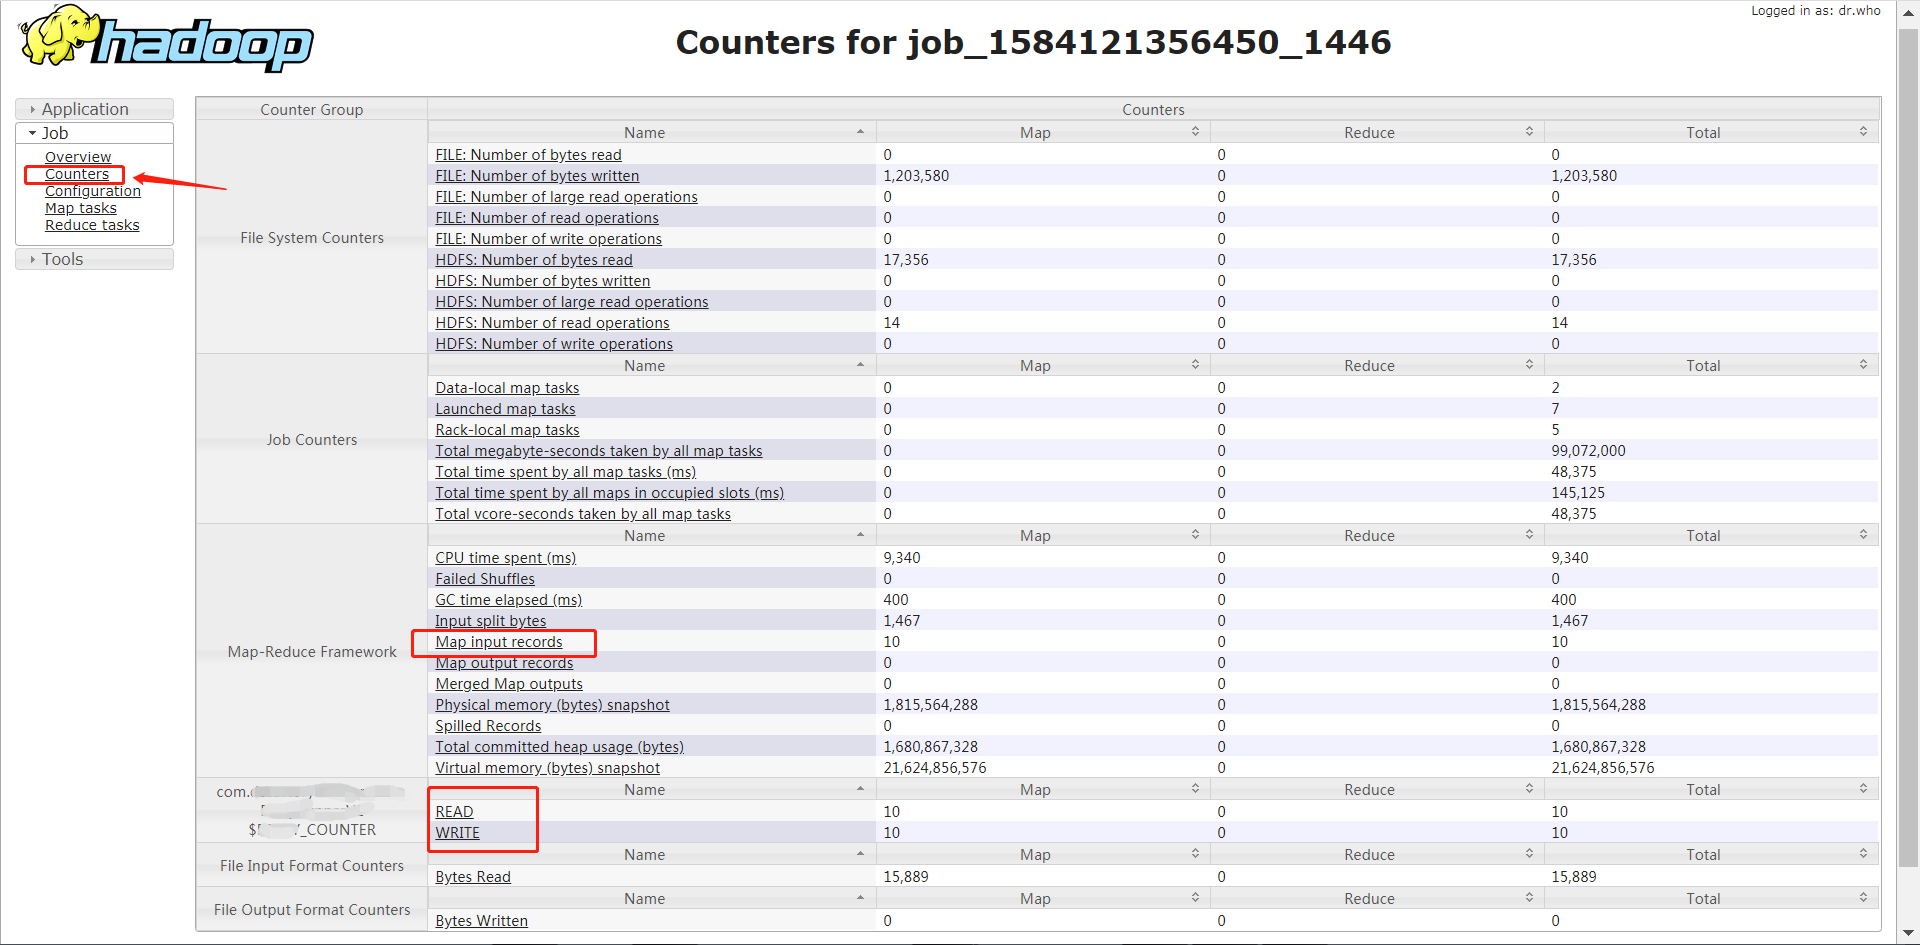 Logged in as: dr.who
hadoop
Counters for job_1584121356450_1446
Application
Job
Overview
Counters
Configuration
Map tasks
Reduce tasks
Tools
Counter Group Counters
File System Counters
Name Map Reduce Total
FILE: Number of bytes read 0 0 0
FILE: Number of bytes written 1,203,580 0 1,203,580
FILE: Number of large read operations 0 0 0
FILE: Number of read operations 0 0 0
FILE: Number of write operations 0 0 0
HDFS: Number of bytes read 17,356 0 17,356
HDFS: Number of bytes written 0 0 0
HDFS: Number of large read operations 0 0 0
HDFS: Number of read operations 14 0 14
HDFS: Number of write operations 0 0 0
Job Counters
Name Map Reduce Total
Data-local map tasks 0 0 2
Launched map tasks 0 0 7
Rack-local map tasks 0 0 5
Total megabyte-seconds taken by all map tasks 0 0 99,072,000
Total time spent by all map tasks (ms) 0 0 48,375
Total time spent by all maps in occupied slots (ms) 0 0 145,125
Total vcore-seconds taken by all map tasks 0 0 48,375
Map-Reduce Framework
Name Map Reduce Total
CPU time spent (ms) 9,340 0 9,340
Failed Shuffles 0 0 0
GC time elapsed (ms) 400 0 400
Input split bytes 1,467 0 1,467
Map input records 10 0 10
Map output records 0 0 0
Merged Map outputs 0 0 0
Physical memory (bytes) snapshot 1,815,564,288 0 1,815,564,288
Spilled Records 0 0 0
Total committed heap usage (bytes) 1,680,867,328 0 1,680,867,328
Virtual memory (bytes) snapshot 21,624,856,576 0 21,624,856,576
com.
_COUNTER
Name Map Reduce Total
READ 10 0 10
WRITE 10 0 10
File Input Format Counters
Name Map Reduce Total
Bytes Read 15,889 0 15,889
File Output Format Counters
Name Map Reduce Total
Bytes Written 0 0 0